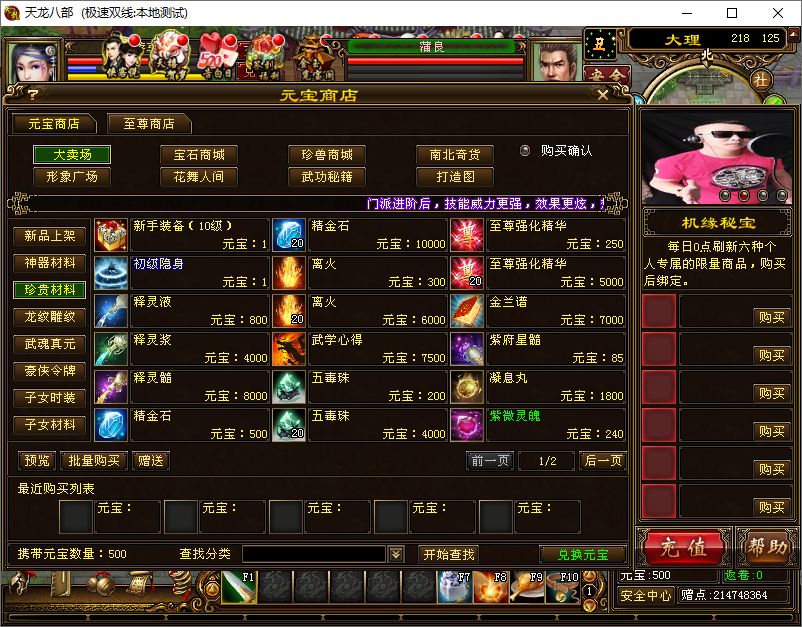 天龙八部 (极速双线:本地测试)
蒲良
丑
大理 218 125
北
安全
社
?
元宝商店
元宝商店 至尊商店
大卖场 宝石商城 珍兽商城 南北奇货
购买确认
形象广场 花舞人间 武功秘籍 打造图
门派进阶后，技能威力更强，效果更炫，
新品上架
神器材料
珍贵材料
龙纹雕纹
武魂真元
豪侠令牌
子女时装
子女材料
新手装备（10级） 精金石 至尊强化精华
元宝：1 20 元宝：10000 元宝：250
初级隐身 离火 至尊强化精华
元宝：1 元宝：300 20 元宝：5000
释灵液 离火 金兰谱
元宝：800 20 元宝：6000 元宝：7000
释灵浆 武学心得 紫府星髓
元宝：4000 元宝：7500 元宝：85
释灵髓 五毒珠 凝息丸
元宝：8000 元宝：200 元宝：1800
精金石 五毒珠 紫微灵魄
元宝：500 20 元宝：4000 元宝：240
预览 批量购买 赠送 前一页 1/2 后一页
最近购买列表
元宝： 元宝： 元宝： 元宝： 元宝：
携带元宝数量：500 查找分类 开始查找 兑换元宝
机缘秘宝
每日0点刷新六种个
人专属的限量商品，购买
后绑定。
购买
购买
购买
购买
购买
购买
充值 帮助
元宝:500 返卷:0
安全中心 赠点:214748364
F1 F7 F8 F9 F10 1